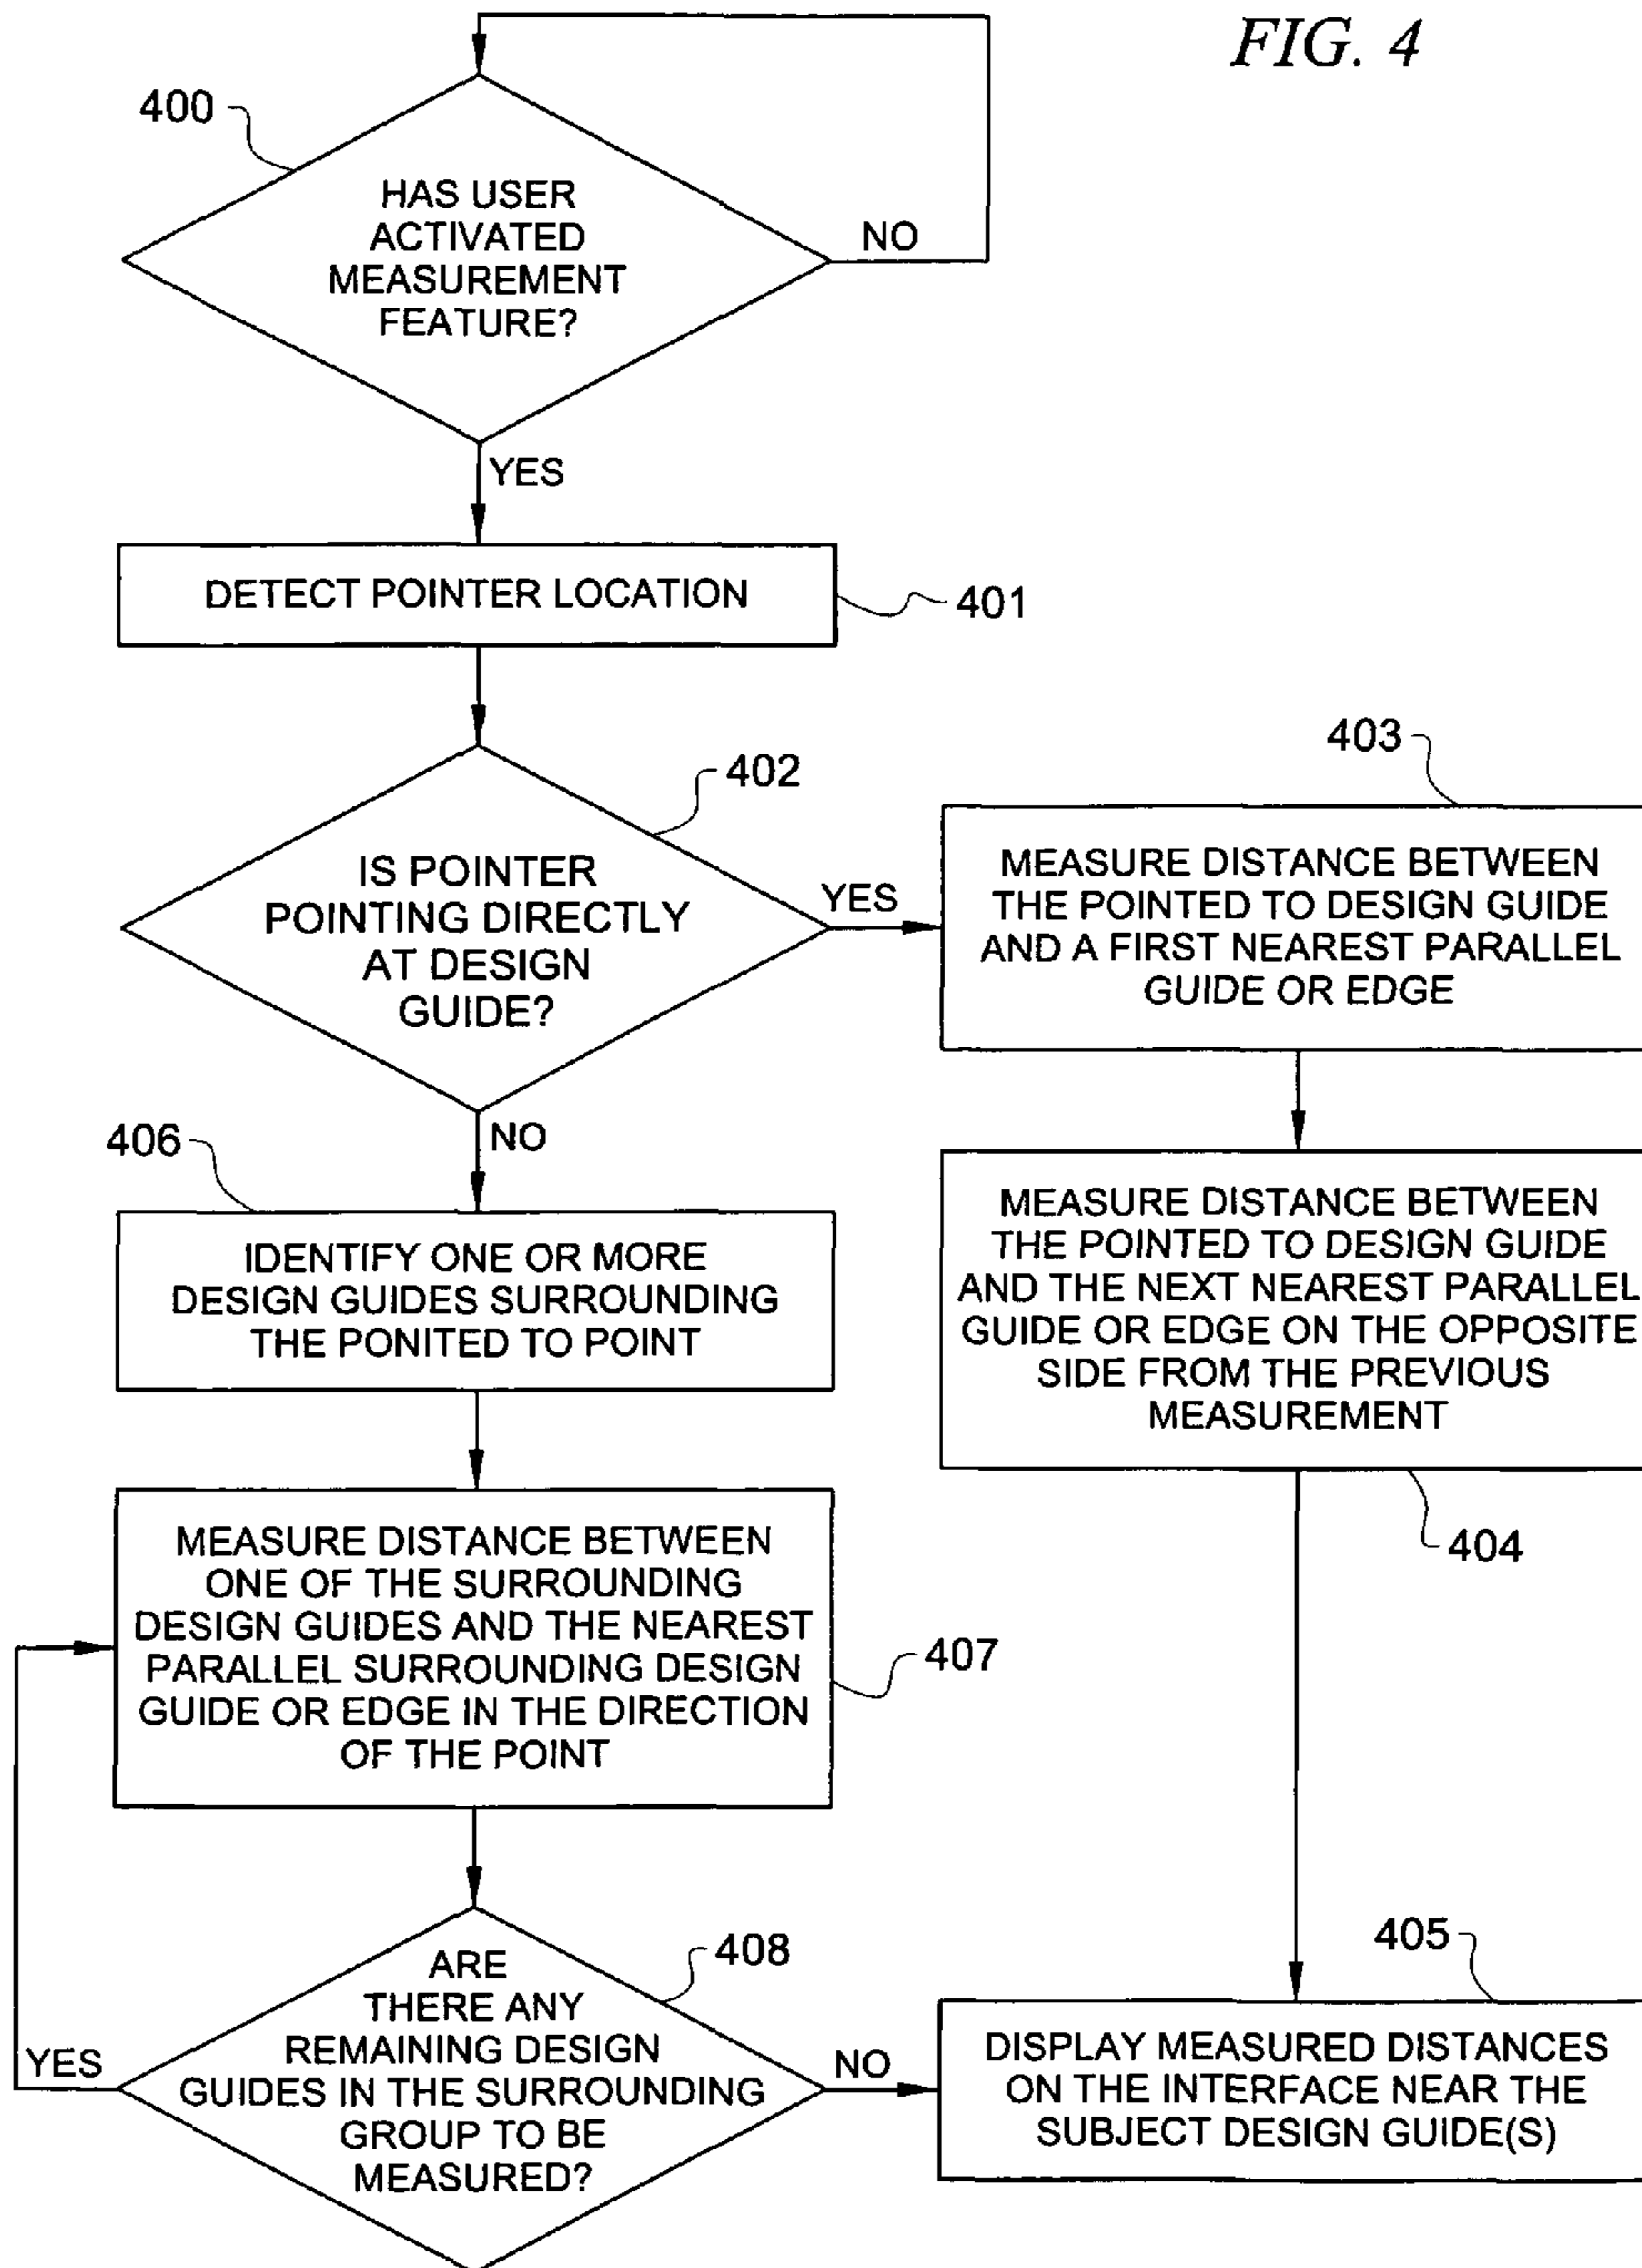 FIG. 4
400
HAS USER
ACTIVATED
MEASUREMENT
FEATURE?
NO
YES
DETECT POINTER LOCATION
401
402
IS POINTER
POINTING DIRECTLY
AT DESIGN
GUIDE?
YES
403
MEASURE DISTANCE BETWEEN
THE POINTED TO DESIGN GUIDE
AND A FIRST NEAREST PARALLEL
GUIDE OR EDGE
NO
406
IDENTIFY ONE OR MORE
DESIGN GUIDES SURROUNDING
THE PONITED TO POINT
MEASURE DISTANCE BETWEEN
THE POINTED TO DESIGN GUIDE
AND THE NEXT NEAREST PARALLEL
GUIDE OR EDGE ON THE OPPOSITE
SIDE FROM THE PREVIOUS
MEASUREMENT
404
MEASURE DISTANCE BETWEEN
ONE OF THE SURROUNDING
DESIGN GUIDES AND THE NEAREST
PARALLEL SURROUNDING DESIGN
GUIDE OR EDGE IN THE DIRECTION
OF THE POINT
407
408
ARE
THERE ANY
REMAINING DESIGN
GUIDES IN THE SURROUNDING
GROUP TO BE
MEASURED?
YES
NO
405
DISPLAY MEASURED DISTANCES
ON THE INTERFACE NEAR THE
SUBJECT DESIGN GUIDE(S)